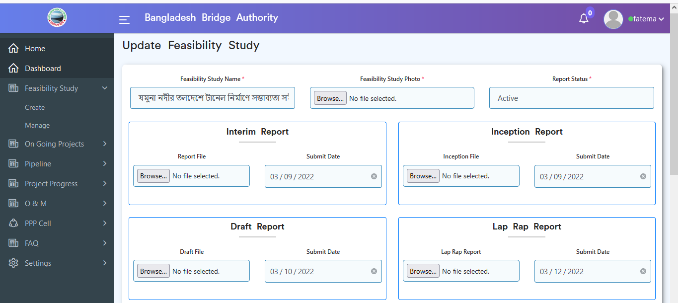 Bangladesh Bridge Authority
0
fatema
Home
Dashboard
Feasibility Study
Create
Manage
On Going Projects
Pipeline
Project Progress
O & M
PPP Cell
FAQ
Settings
Update Feasibility Study
Feasibility Study Name *
Feasibility Study Photo *
Report Status *
যমুনা নদীর তলদেশে টানেল নির্মাণে সম্ভাব্যতা
Browse... No file selected.
Active
Interim Report
Inception Report
Report File
Submit Date
Inception File
Submit Date
Browse... No file selected.
03 / 09 / 2022
Browse... No file selected.
03 / 09 / 2022
Draft Report
Lap Rap Report
Draft File
Submit Date
Lap Rap Report
Submit Date
Browse... No file selected.
03 / 10 / 2022
Browse... No file selected.
03 / 12 / 2022